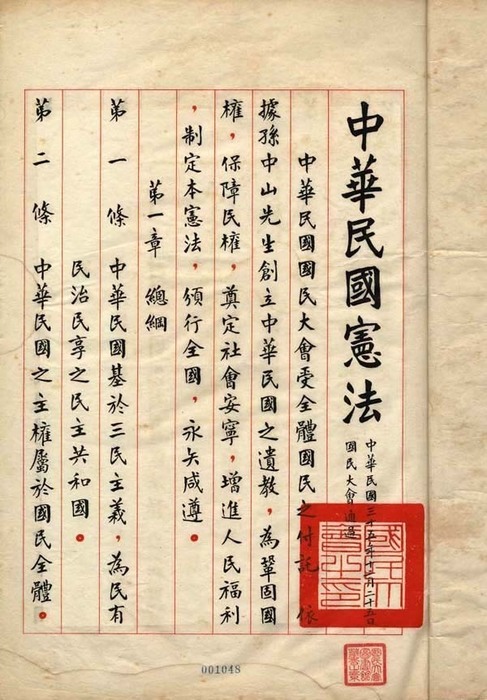 中華民國憲法
中華民國三十五年十二月二十五日
國民大會通過
中華民國國民大會受全體國民之付託，依
據孫中山先生創立中華民國之遺教，為鞏固國
權，保障民權，奠定社會安寧，增進人民福利
，制定本憲法，頒行全國，永矢咸遵。
第一章　總綱
第一條　中華民國基於三民主義，為民有
民治民享之民主共和國。
第二條　中華民國之主權屬於國民全體。
001048